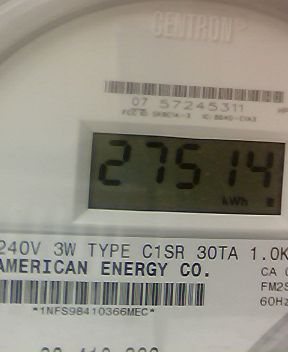 CENTRON
07 57245311
27514
kWh
240V 3W TYPE C1SR 30TA 1.0K
AMERICAN ENERGY CO.
CA
FM2S
60Hz
*1NFS98410366MEC*